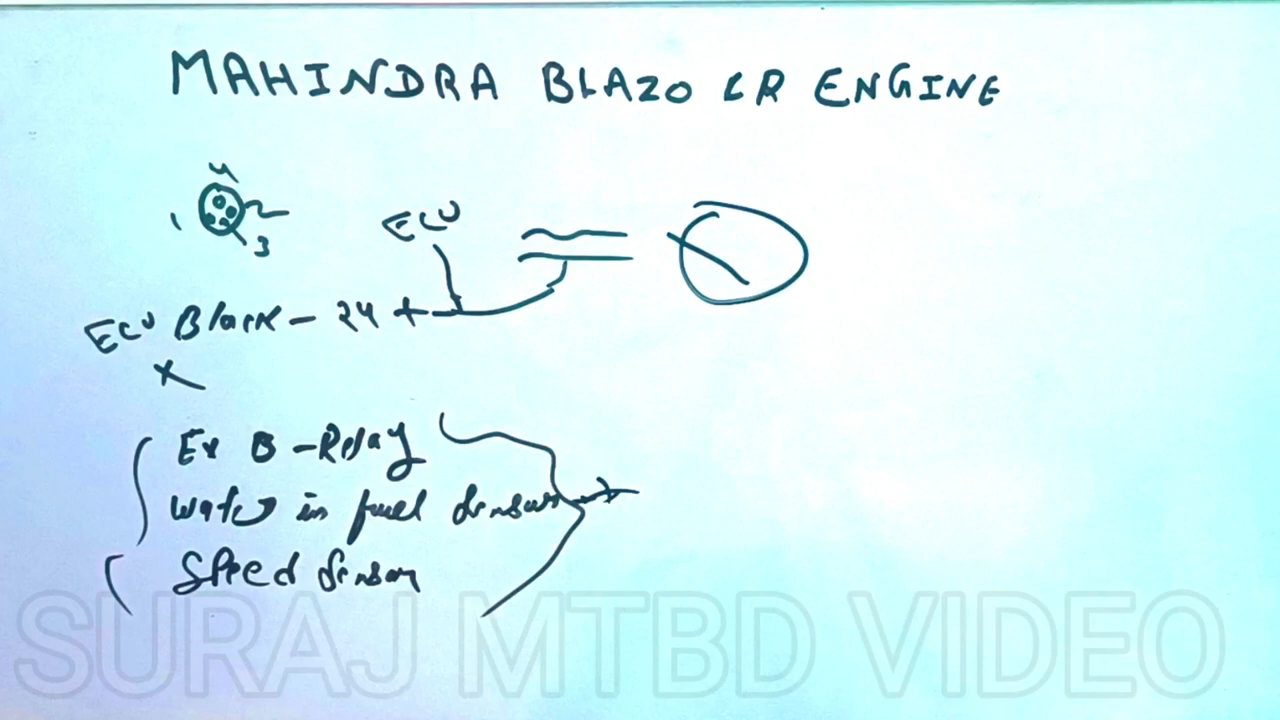 MAHINDRA BLAZO CR ENGINE
4
1
3
ECU
ECU Black - 24 +
Ex B - Relay
Water in fuel sensor
Speed sensor
SURAJ MTBD VIDEO